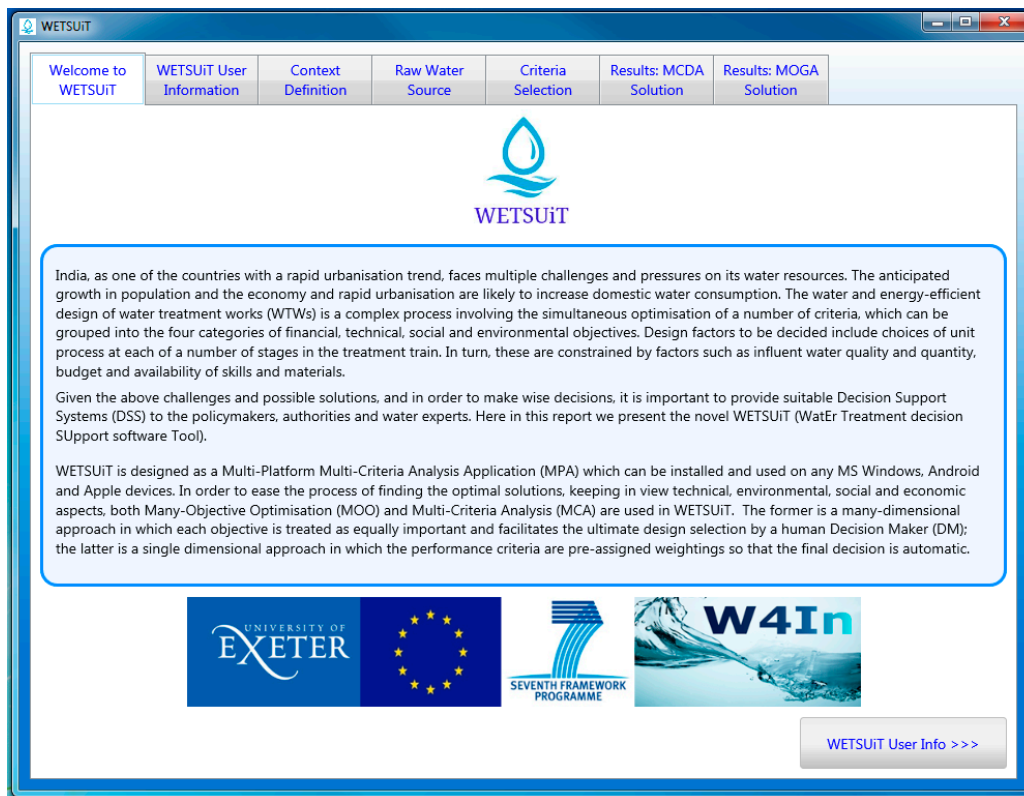 WETSUiT
Welcome to
WETSUiT
WETSUiT User
Information
Context
Definition
Raw Water
Source
Criteria
Selection
Results: MCDA
Solution
Results: MOGA
Solution
WETSUiT
India, as one of the countries with a rapid urbanisation trend, faces multiple challenges and pressures on its water resources. The anticipated
growth in population and the economy and rapid urbanisation are likely to increase domestic water consumption. The water and energy-efficient
design of water treatment works (WTWs) is a complex process involving the simultaneous optimisation of a number of criteria, which can be
grouped into the four categories of financial, technical, social and environmental objectives. Design factors to be decided include choices of unit
process at each of a number of stages in the treatment train. In turn, these are constrained by factors such as influent water quality and quantity,
budget and availability of skills and materials.
Given the above challenges and possible solutions, and in order to make wise decisions, it is important to provide suitable Decision Support
Systems (DSS) to the policymakers, authorities and water experts. Here in this report we present the novel WETSUiT (WatEr Treatment decision
SUpport software Tool).
WETSUiT is designed as a Multi-Platform Multi-Criteria Analysis Application (MPA) which can be installed and used on any MS Windows, Android
and Apple devices. In order to ease the process of finding the optimal solutions, keeping in view technical, environmental, social and economic
aspects, both Many-Objective Optimisation (MOO) and Multi-Criteria Analysis (MCA) are used in WETSUiT. The former is a many-dimensional
approach in which each objective is treated as equally important and facilitates the ultimate design selection by a human Decision Maker (DM);
the latter is a single dimensional approach in which the performance criteria are pre-assigned weightings so that the final decision is automatic.
UNIVERSITY OF
EXETER
7
SEVENTH FRAMEWORK
PROGRAMME
W4In
WETSUiT User Info >>>